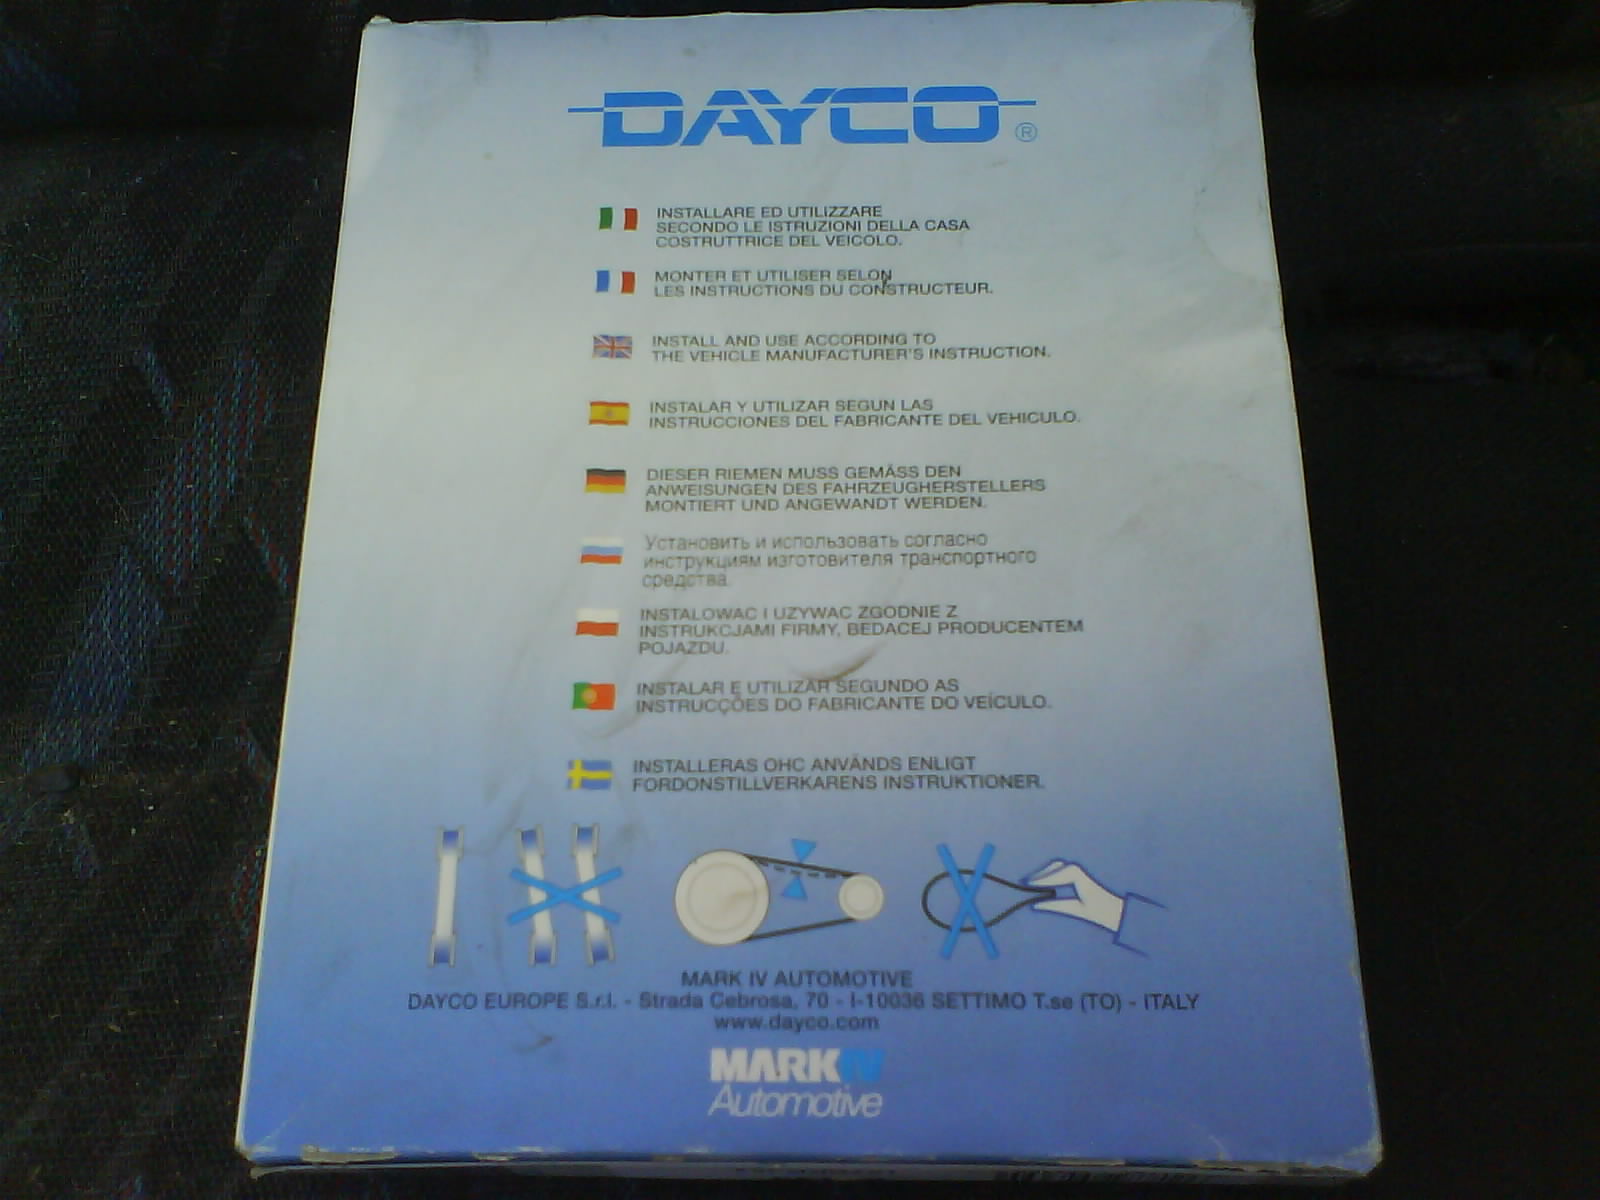 DAYCO ®
INSTALLARE ED UTILIZZARE
SECONDO LE ISTRUZIONI DELLA CASA
COSTRUTTRICE DEL VEICOLO.
MONTER ET UTILISER SELON
LES INSTRUCTIONS DU CONSTRUCTEUR.
INSTALL AND USE ACCORDING TO
THE VEHICLE MANUFACTURER'S INSTRUCTION.
INSTALAR Y UTILIZAR SEGUN LAS
INSTRUCCIONES DEL FABRICANTE DEL VEHICULO.
DIESER RIEMEN MUSS GEMÄSS DEN
ANWEISUNGEN DES FAHRZEUGHERSTELLERS
MONTIERT UND ANGEWANDT WERDEN.
Установить и использовать согласно
инструкциям изготовителя транспортного
средства.
INSTALOWAC I UZYWAC ZGODNIE Z
INSTRUKCJAMI FIRMY, BEDACEJ PRODUCENTEM
POJAZDU.
INSTALAR E UTILIZAR SEGUNDO AS
INSTRUCÇÕES DO FABRICANTE DO VEÍCULO.
INSTALLERAS OHC ANVÄNDS ENLIGT
FORDONSTILLVERKARENS INSTRUKTIONER.
MARK IV AUTOMOTIVE
DAYCO EUROPE S.r.l. - Strada Cebrosa, 70 - I-10036 SETTIMO T.se (TO) - ITALY
www.dayco.com
MARK IV
Automotive